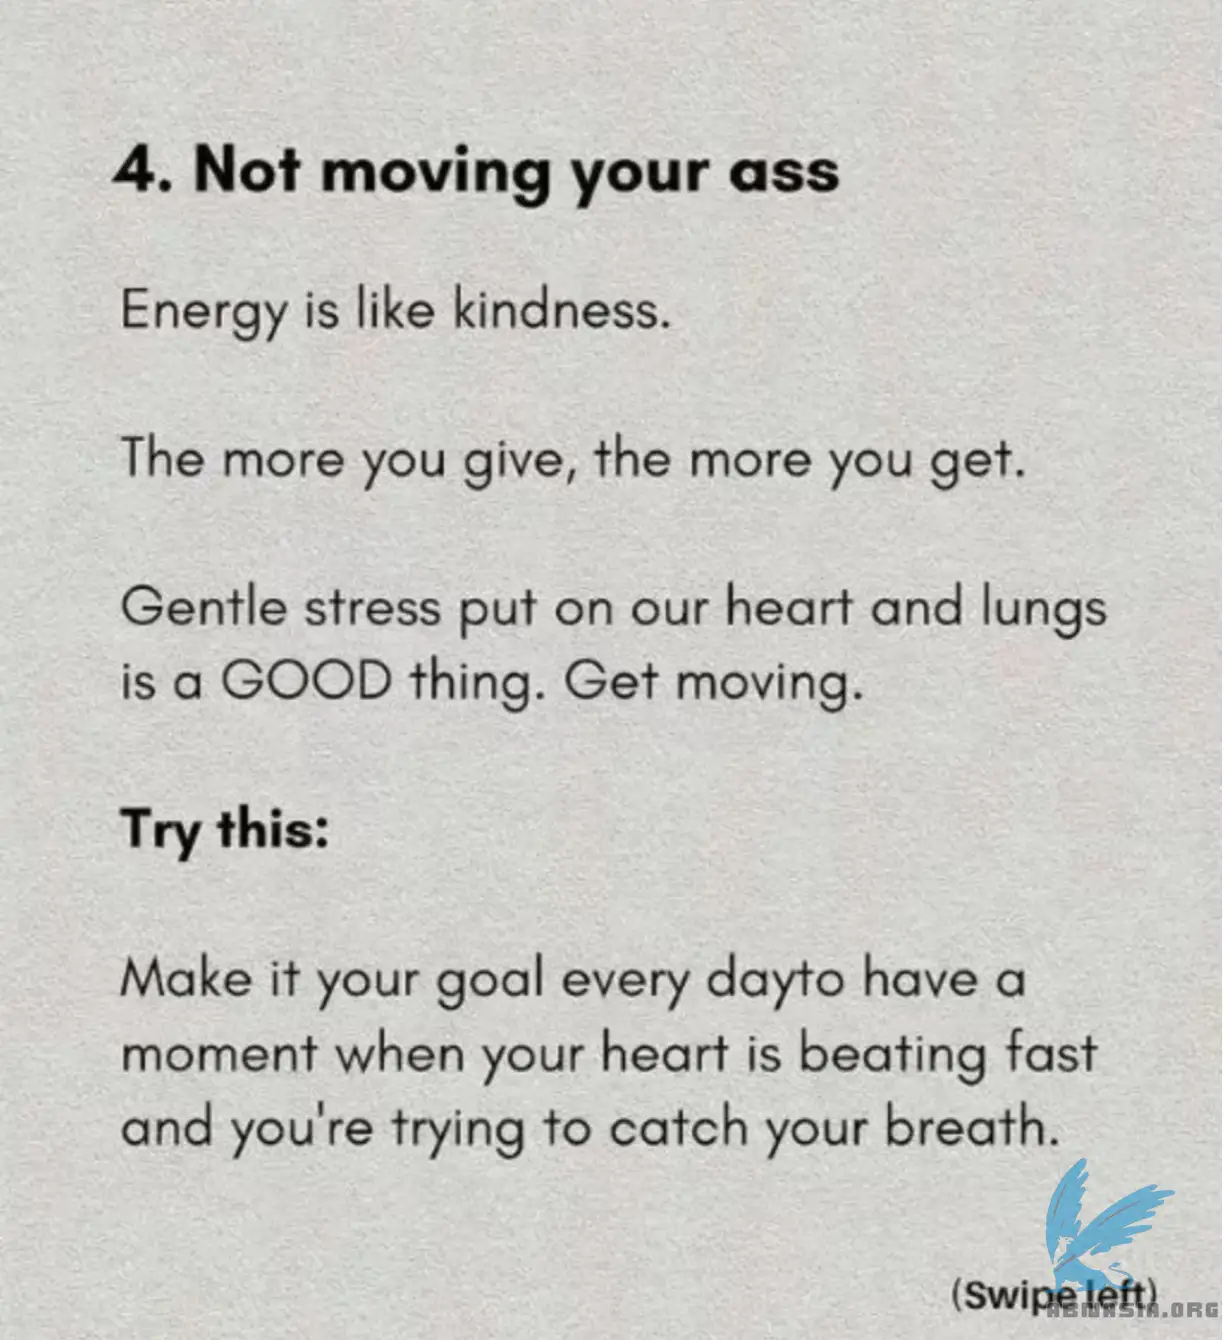 4. Not moving your ass
Energy is like kindness.
The more you give, the more you get.
Gentle stress put on our heart and lungs
is a GOOD thing. Get moving.
Try this:
Make it your goal every dayto have a
moment when your heart is beating fast
and you're trying to catch your breath.
(Swipe left)
ABMASIA.ORG